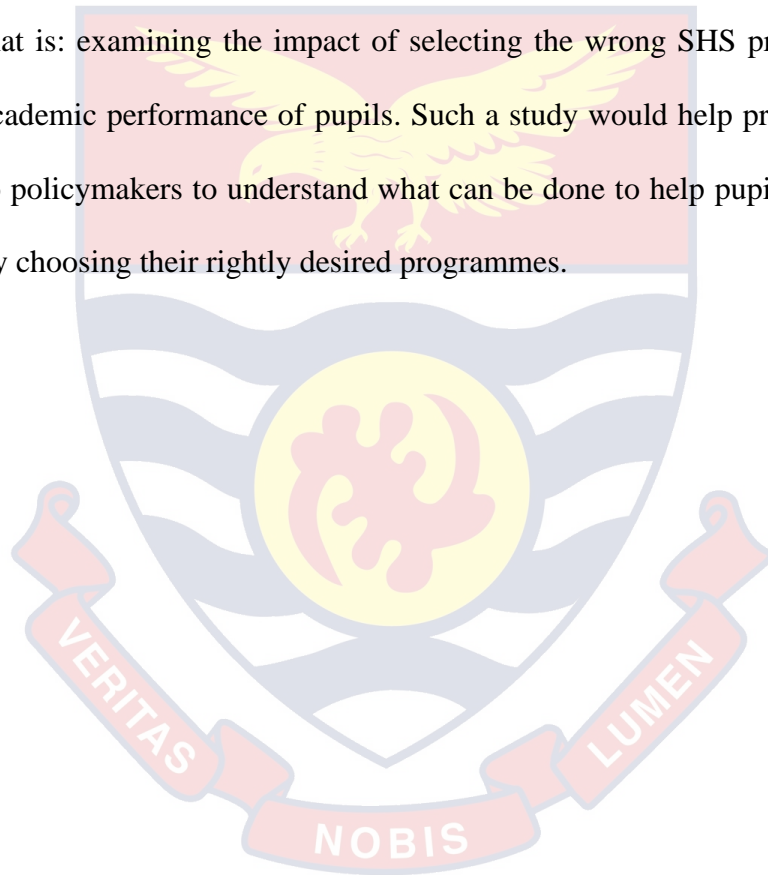 at is: examining the impact of selecting the wrong SHS pr
cademic performance of pupils. Such a study would help pr
policymakers to understand what can be done to help pupi
y choosing their rightly desired programmes.
VERITAS
NOBIS
LUMEN